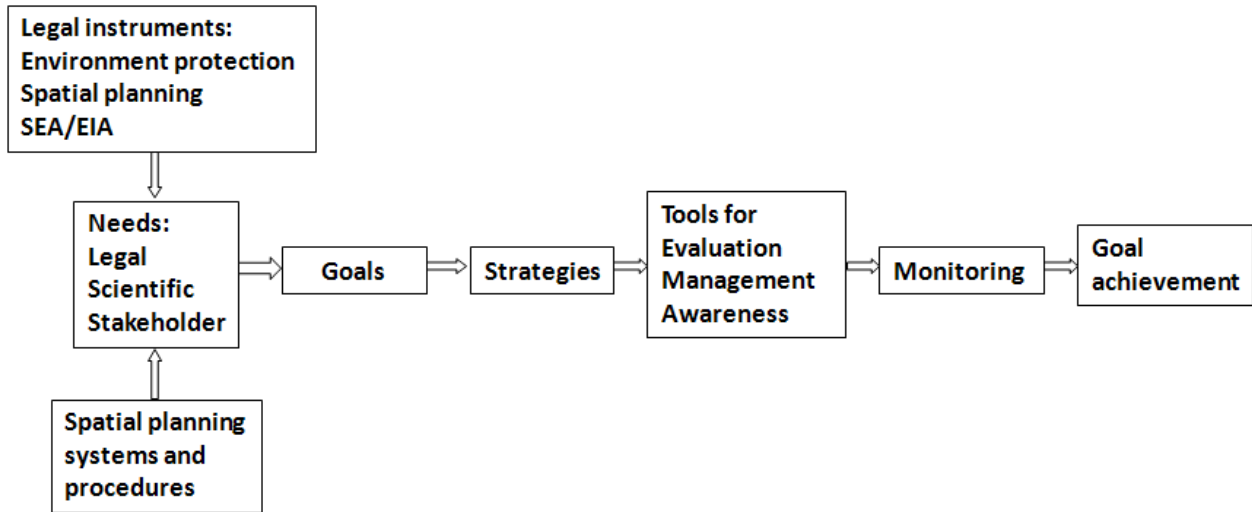 Legal instruments:
Environment protection
Spatial planning
SEA/EIA
Needs:
Legal
Scientific
Stakeholder
Goals
Strategies
Tools for
Evaluation
Management
Awareness
Monitoring
Goal
achievement
Spatial planning
systems and
procedures